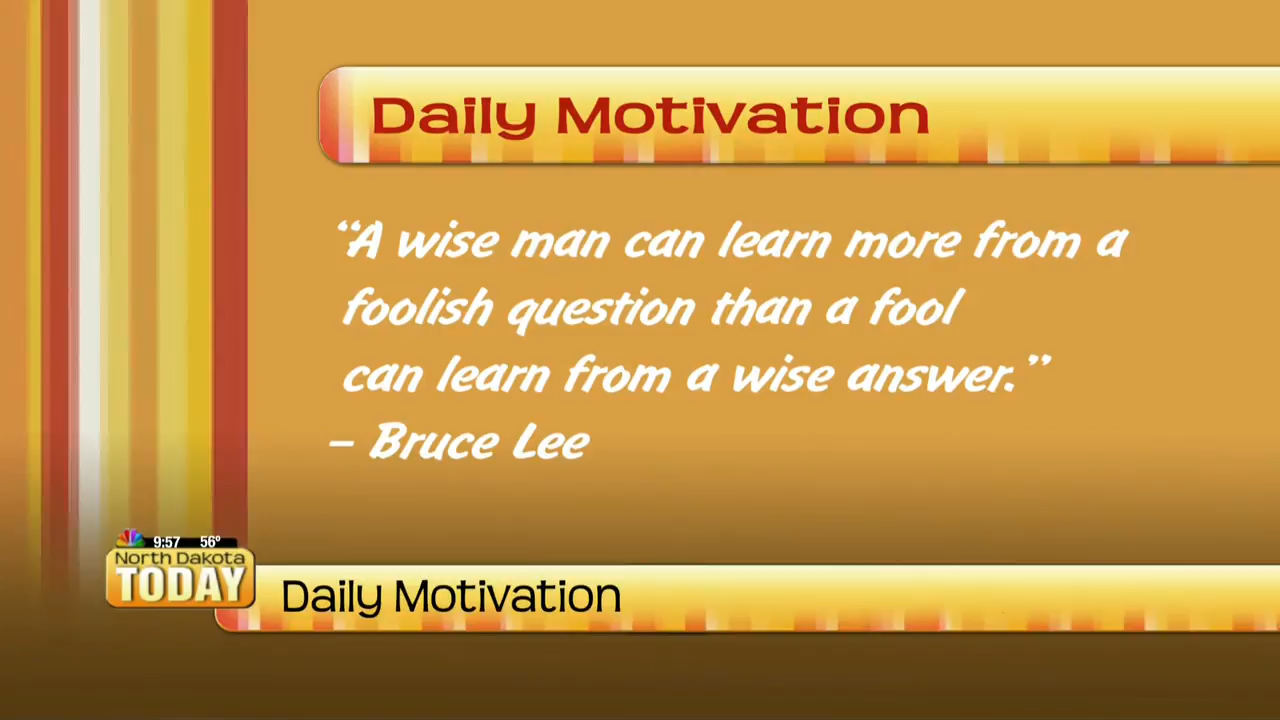 Daily Motivation
“A wise man can learn more from a
foolish question than a fool
can learn from a wise answer.”
– Bruce Lee
9:57 56°
North Dakota
TODAY
Daily Motivation